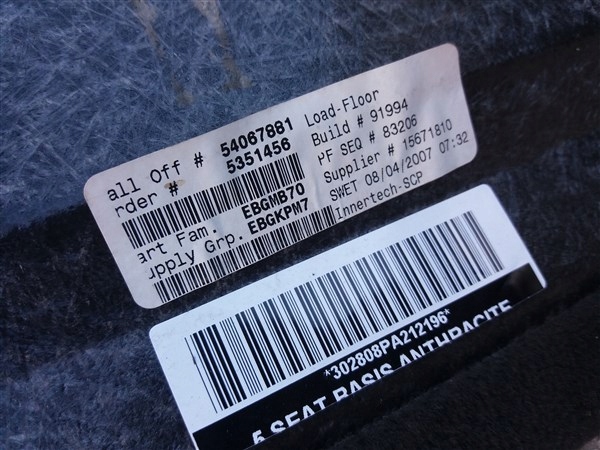 all Off # 54067881
rder # 5351456
art Fam. EBGMB70
upply Grp. EBGKPM7
Load-Floor
Build # 91994
PF SEQ # 83206
Supplier # 15671810
SWET 08/04/2007 07:32
Innertech-SCP
*302808PA212196*
5 SEAT BASIS ANTHRACITE